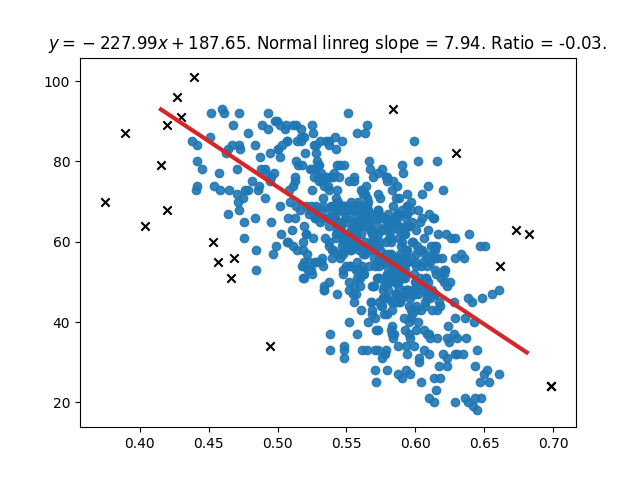 y = − 227.99x + 187.65. Normal linreg slope = 7.94. Ratio = -0.03.
100
80
60
40
20
0.40 0.45 0.50 0.55 0.60 0.65 0.70